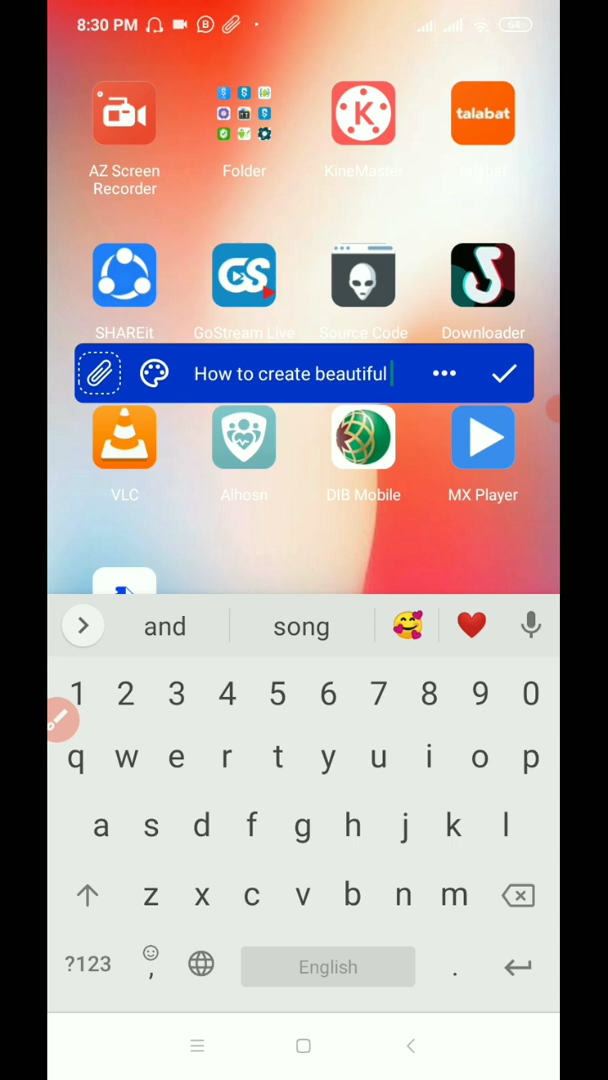 8:30 PM B 64
talabat
AZ Screen
Recorder
Folder
KineMaster
talabat
GS
SHAREit
GoStream Live
Source Code
Downloader
How to create beautiful
VLC
Alhosn
DIB Mobile
MX Player
and song
1 2 3 4 5 6 7 8 9 0
q w e r t y u i o p
a s d f g h j k l
z x c v b n m
?123 , English .